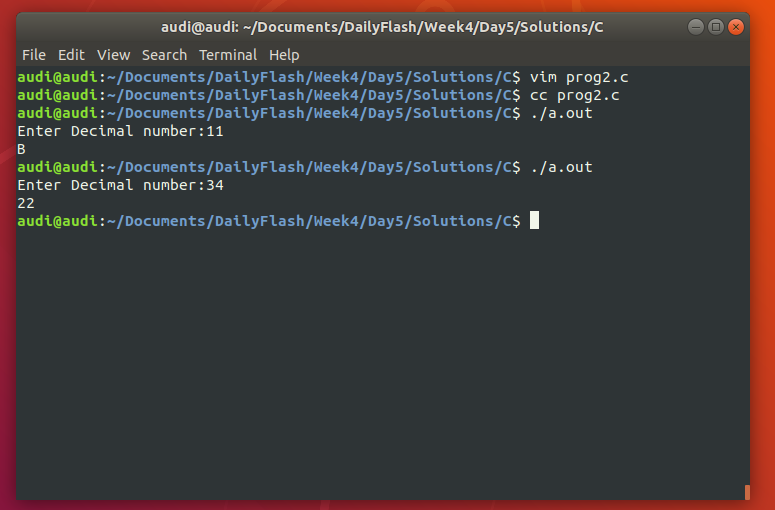 audi@audi: ~/Documents/DailyFlash/Week4/Day5/Solutions/C
File Edit View Search Terminal Help
audi@audi:~/Documents/DailyFlash/Week4/Day5/Solutions/C$ vim prog2.c
audi@audi:~/Documents/DailyFlash/Week4/Day5/Solutions/C$ cc prog2.c
audi@audi:~/Documents/DailyFlash/Week4/Day5/Solutions/C$ ./a.out
Enter Decimal number:11
B
audi@audi:~/Documents/DailyFlash/Week4/Day5/Solutions/C$ ./a.out
Enter Decimal number:34
22
audi@audi:~/Documents/DailyFlash/Week4/Day5/Solutions/C$